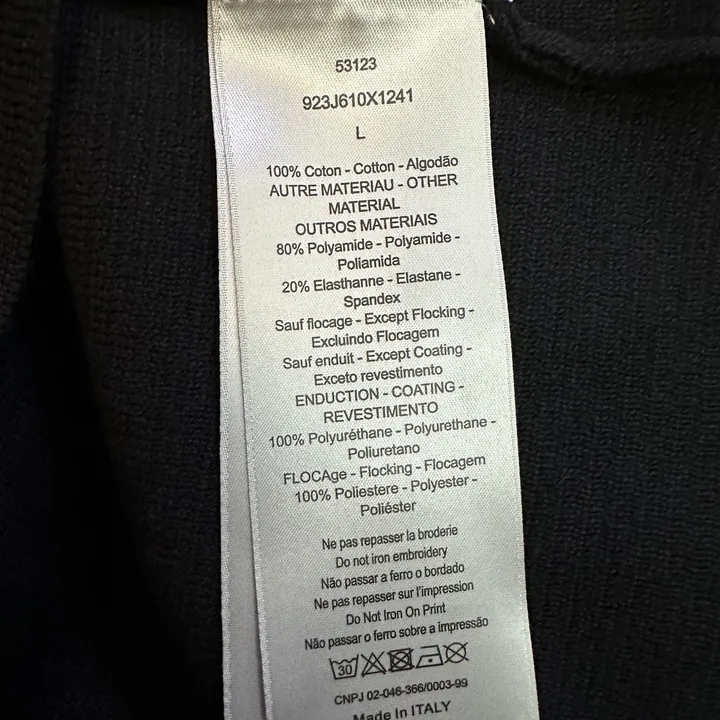 53123
923J610X1241
L
100% Coton - Cotton - Algodão
AUTRE MATERIAU - OTHER
MATERIAL
OUTROS MATERIAIS
80% Polyamide - Polyamide -
Poliamida
20% Elasthanne - Elastane -
Spandex
Sauf flocage - Except Flocking -
Excluindo Flocagem
Sauf enduit - Except Coating -
Exceto revestimento
ENDUCTION - COATING -
REVESTIMENTO
100% Polyuréthane - Polyurethane -
Poliuretano
FLOCAge - Flocking - Flocagem
100% Poliestere - Polyester -
Poliéster
Ne pas repasser la broderie
Do not iron embroidery
Não passar a ferro o bordado
Ne pas repasser sur l'impression
Do Not Iron On Print
Não passar o ferro sobre a impressão
30
CNPJ 02-046-366/0003-99
Made In ITALY